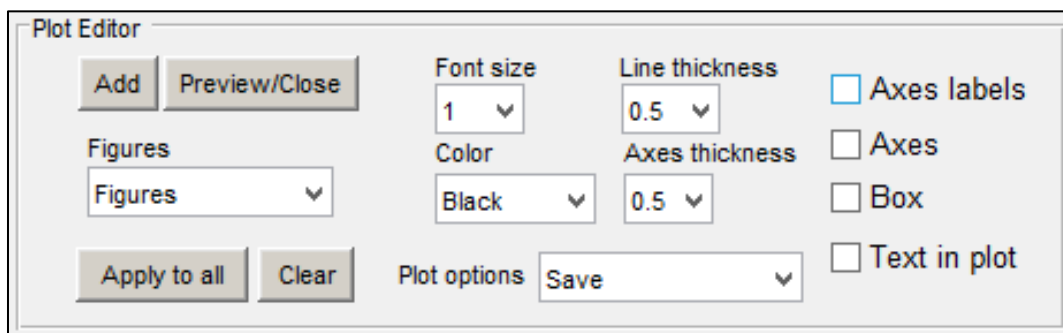 Plot Editor
Add
Preview/Close
Font size
Line thickness
Axes labels
1
0.5
Axes
Figures
Color
Axes thickness
Figures
Black
0.5
Box
Apply to all
Clear
Plot options
Save
Text in plot